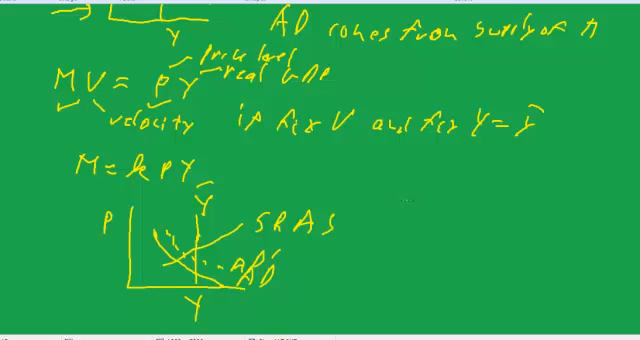 Y
AD comes from supply of
price level
MV = PY real GDP
velocity if fix V and fix Y = Ȳ
M = k P Y
Ȳ
P
SRAS
AD'
AD
Y